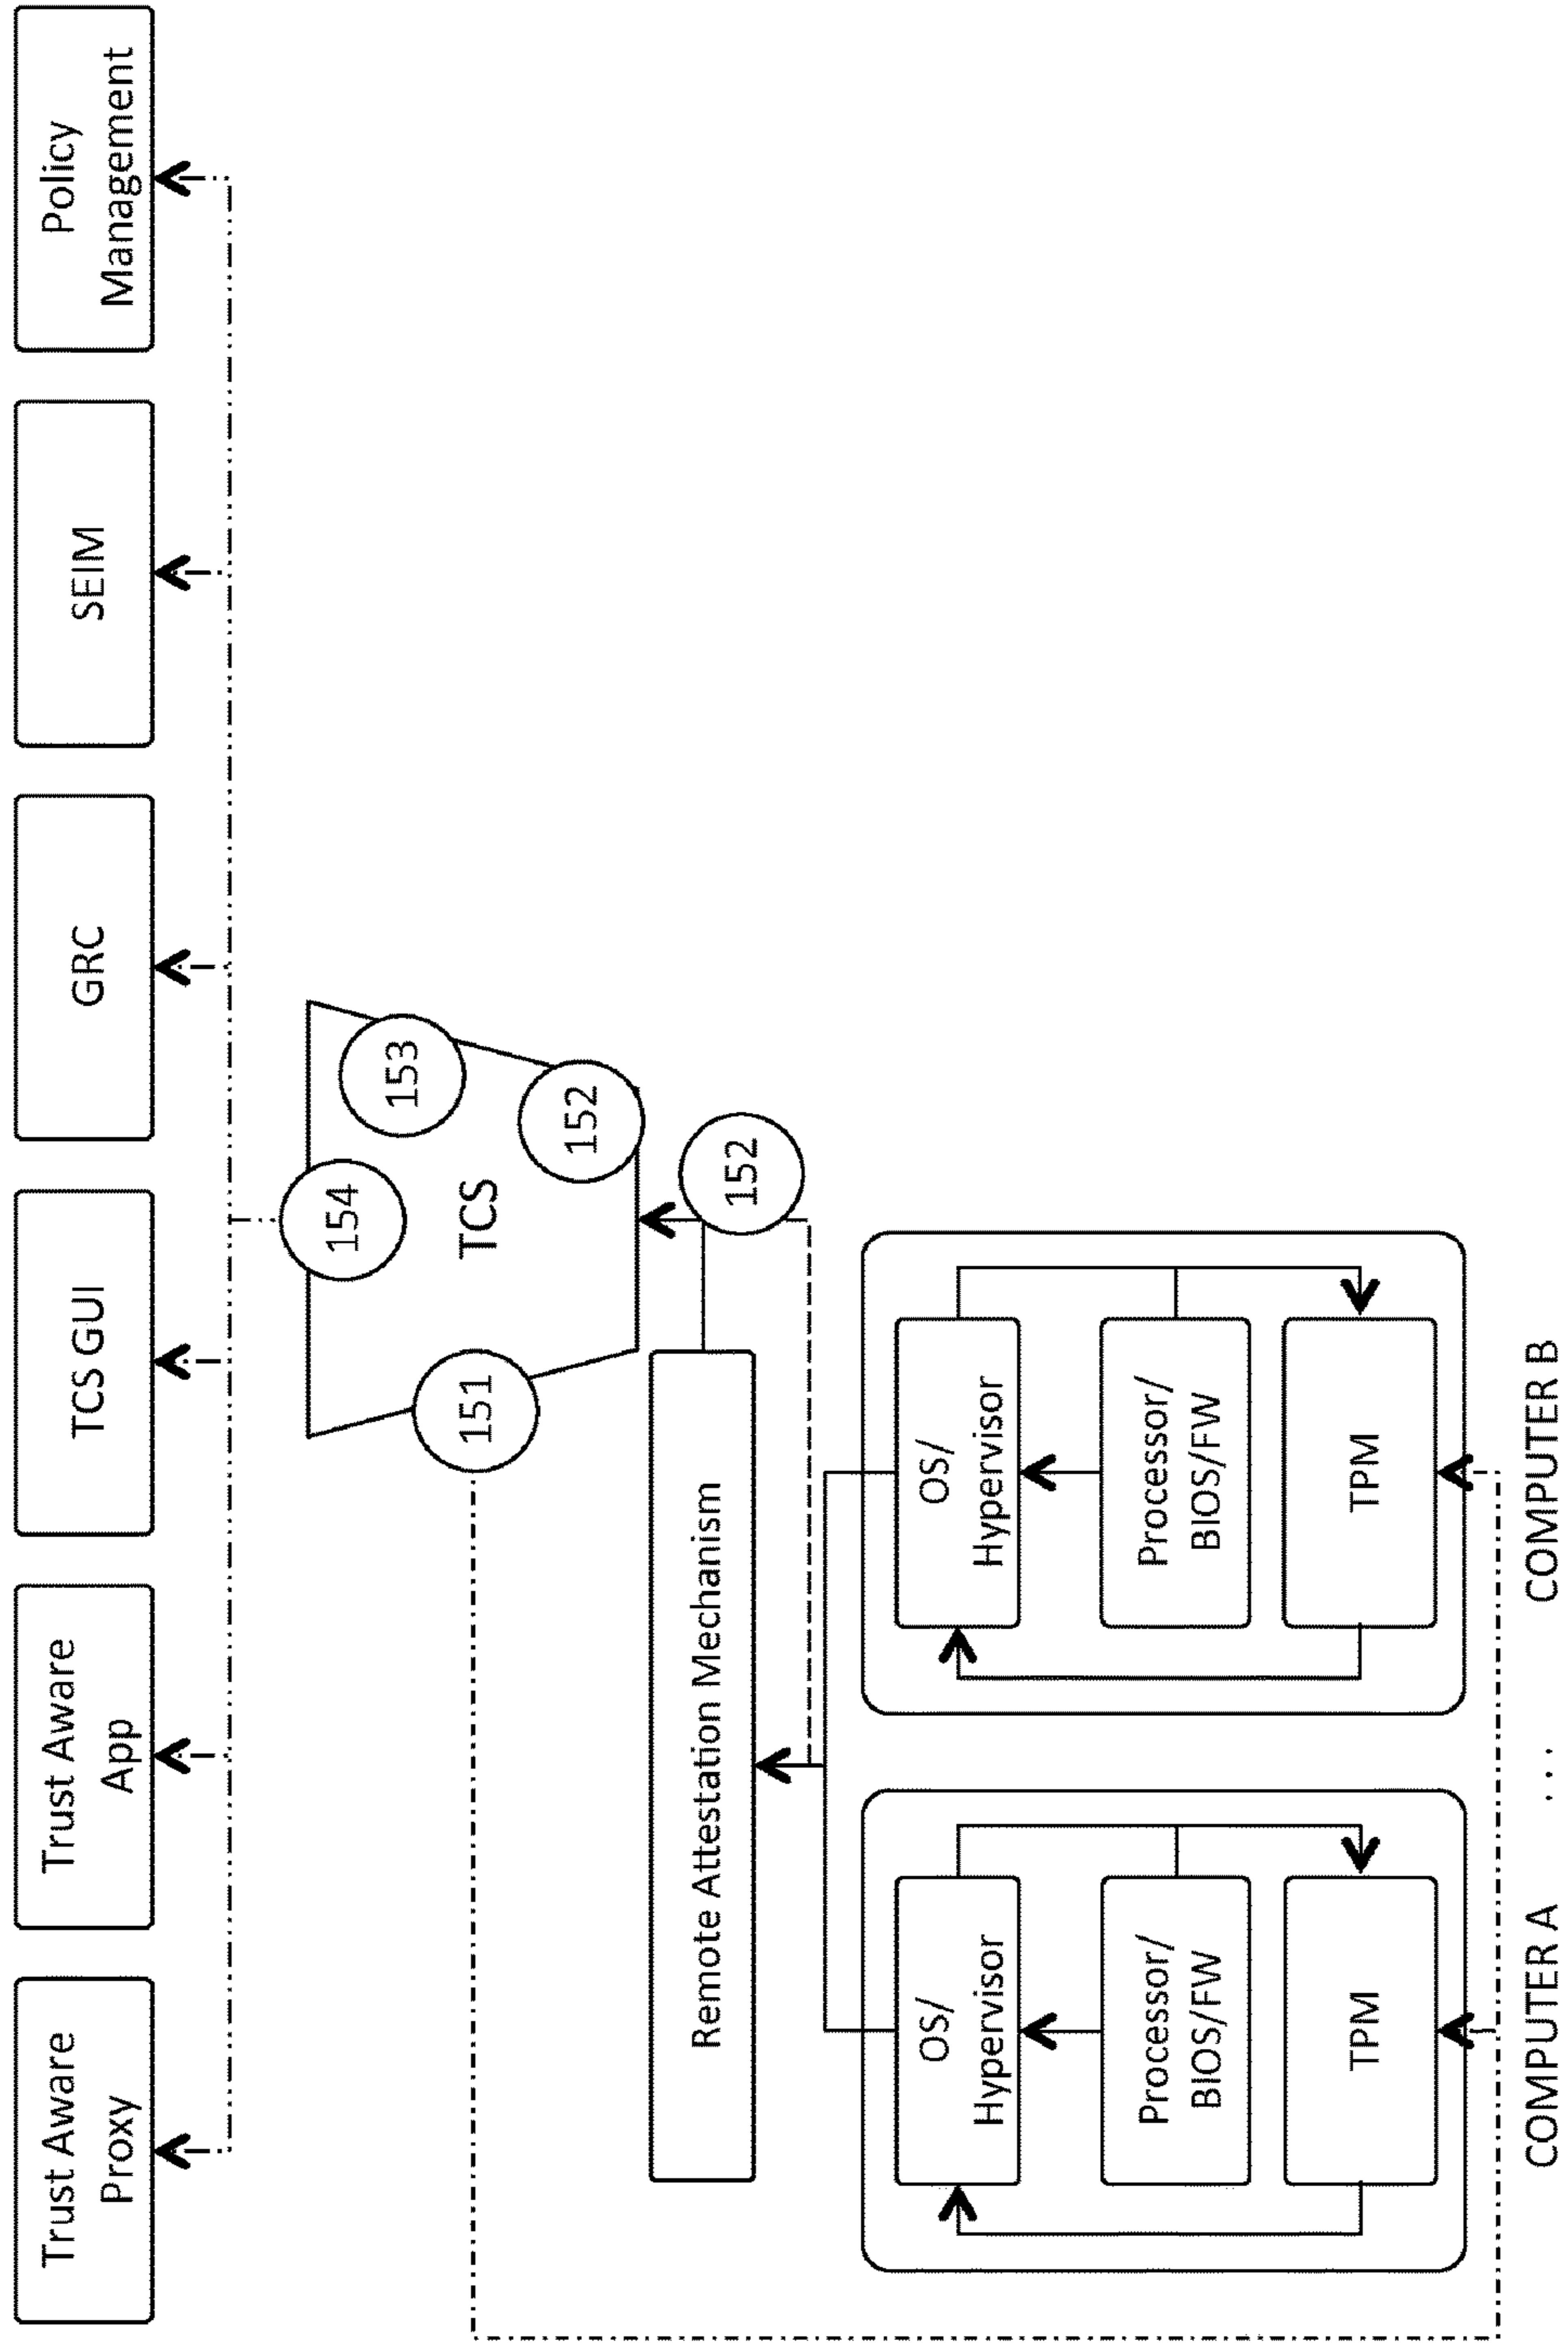 Trust Aware
Proxy
Trust Aware
App
TCS GUI
GRC
SEIM
Policy
Management
151
154
TCS
153
152
152
Remote Attestation Mechanism
OS/
Hypervisor
Processor/
BIOS/FW
TPM
OS/
Hypervisor
Processor/
BIOS/FW
TPM
COMPUTER A
...
COMPUTER B